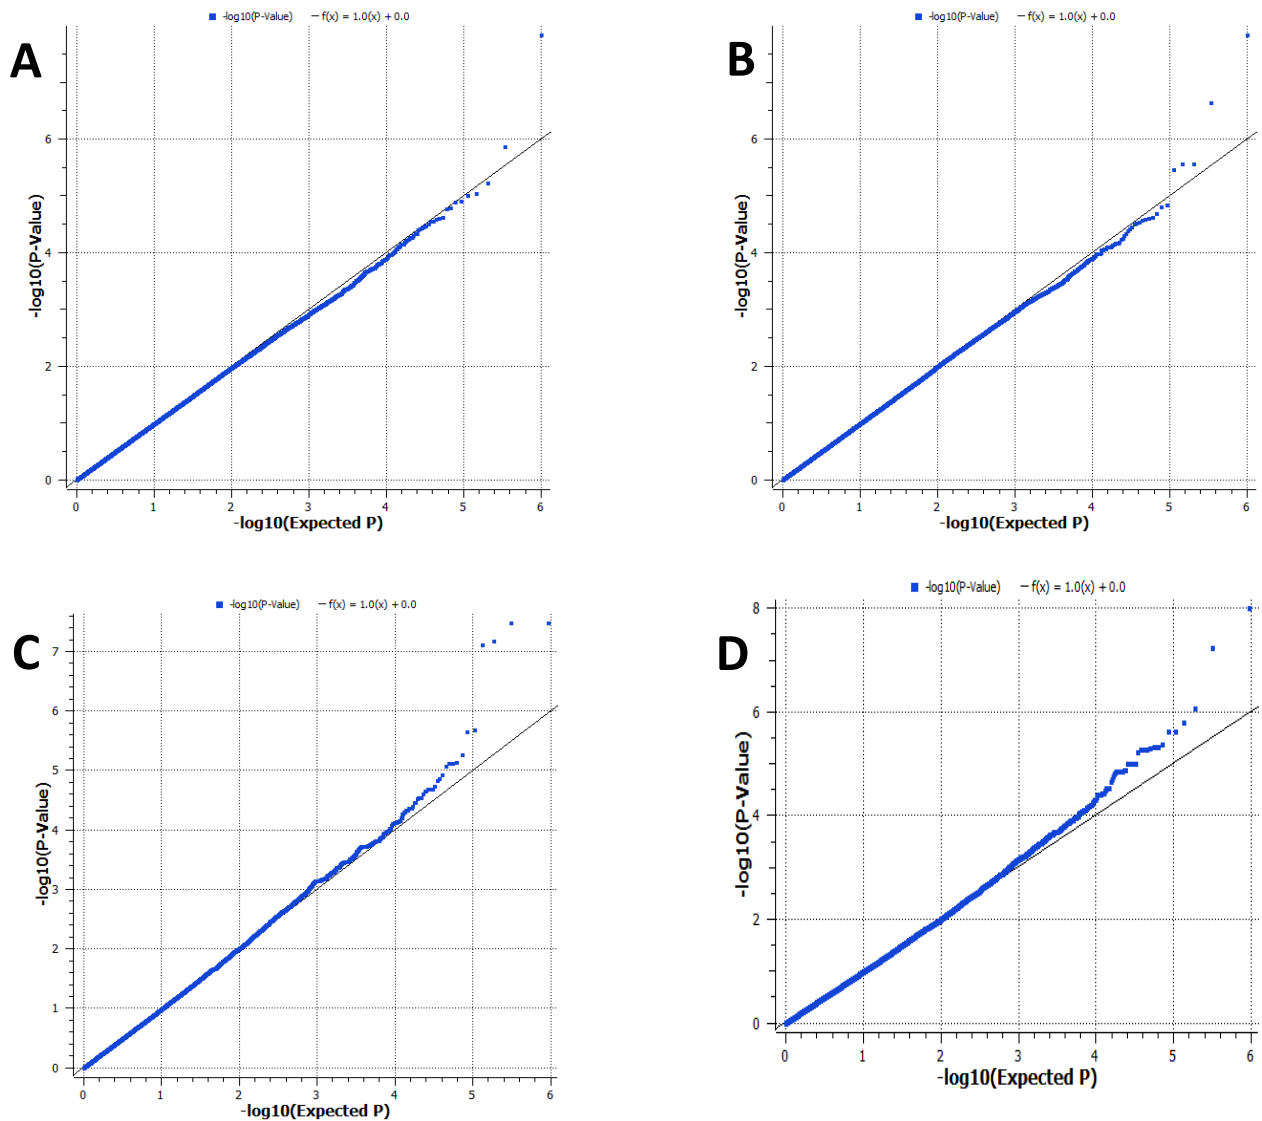 A
-log10(P-Value) f(x) = 1.0(x) + 0.0
-log10(P-Value)
6
4
2
0
0 1 2 3 4 5 6
-log10(Expected P)
B
-log10(P-Value) f(x) = 1.0(x) + 0.0
-log10(P-Value)
6
4
2
0
0 1 2 3 4 5 6
-log10(Expected P)
C
-log10(P-Value) f(x) = 1.0(x) + 0.0
-log10(P-Value)
7
6
5
4
3
2
1
0
0 1 2 3 4 5 6
-log10(Expected P)
D
-log10(P-Value) f(x) = 1.0(x) + 0.0
-log10(P-Value)
8
6
4
2
0
0 1 2 3 4 5 6
-log10(Expected P)